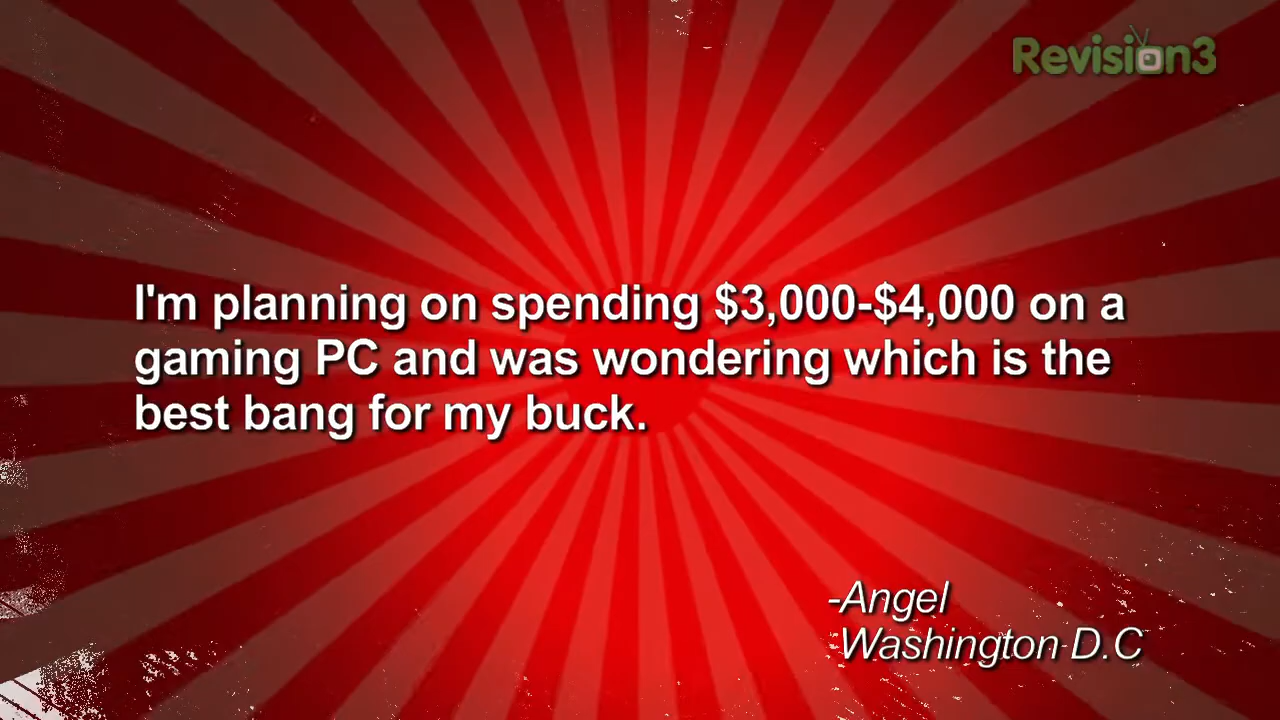 Revision3
I'm planning on spending $3,000-$4,000 on a
gaming PC and was wondering which is the
best bang for my buck.
-Angel
Washington D.C